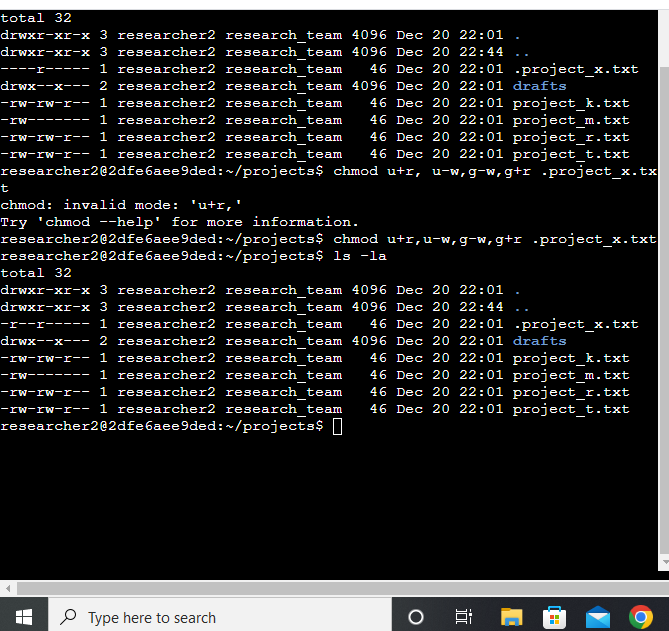 total 32
drwxr-xr-x 3 researcher2 research_team 4096 Dec 20 22:01 .
drwxr-xr-x 3 researcher2 research_team 4096 Dec 20 22:44 ..
----r----- 1 researcher2 research_team   46 Dec 20 22:01 .project_x.txt
drwx--x--- 2 researcher2 research_team 4096 Dec 20 22:01 drafts
-rw-rw-r-- 1 researcher2 research_team   46 Dec 20 22:01 project_k.txt
-rw------- 1 researcher2 research_team   46 Dec 20 22:01 project_m.txt
-rw-rw-r-- 1 researcher2 research_team   46 Dec 20 22:01 project_r.txt
-rw-rw-r-- 1 researcher2 research_team   46 Dec 20 22:01 project_t.txt
researcher2@2dfe6aee9ded:~/projects$ chmod u+r, u-w,g-w,g+r .project_x.tx
t
chmod: invalid mode: 'u+r,'
Try 'chmod --help' for more information.
researcher2@2dfe6aee9ded:~/projects$ chmod u+r,u-w,g-w,g+r .project_x.txt
researcher2@2dfe6aee9ded:~/projects$ ls -la
total 32
drwxr-xr-x 3 researcher2 research_team 4096 Dec 20 22:01 .
drwxr-xr-x 3 researcher2 research_team 4096 Dec 20 22:44 ..
-r--r----- 1 researcher2 research_team   46 Dec 20 22:01 .project_x.txt
drwx--x--- 2 researcher2 research_team 4096 Dec 20 22:01 drafts
-rw-rw-r-- 1 researcher2 research_team   46 Dec 20 22:01 project_k.txt
-rw------- 1 researcher2 research_team   46 Dec 20 22:01 project_m.txt
-rw-rw-r-- 1 researcher2 research_team   46 Dec 20 22:01 project_r.txt
-rw-rw-r-- 1 researcher2 research_team   46 Dec 20 22:01 project_t.txt
researcher2@2dfe6aee9ded:~/projects$
Type here to search